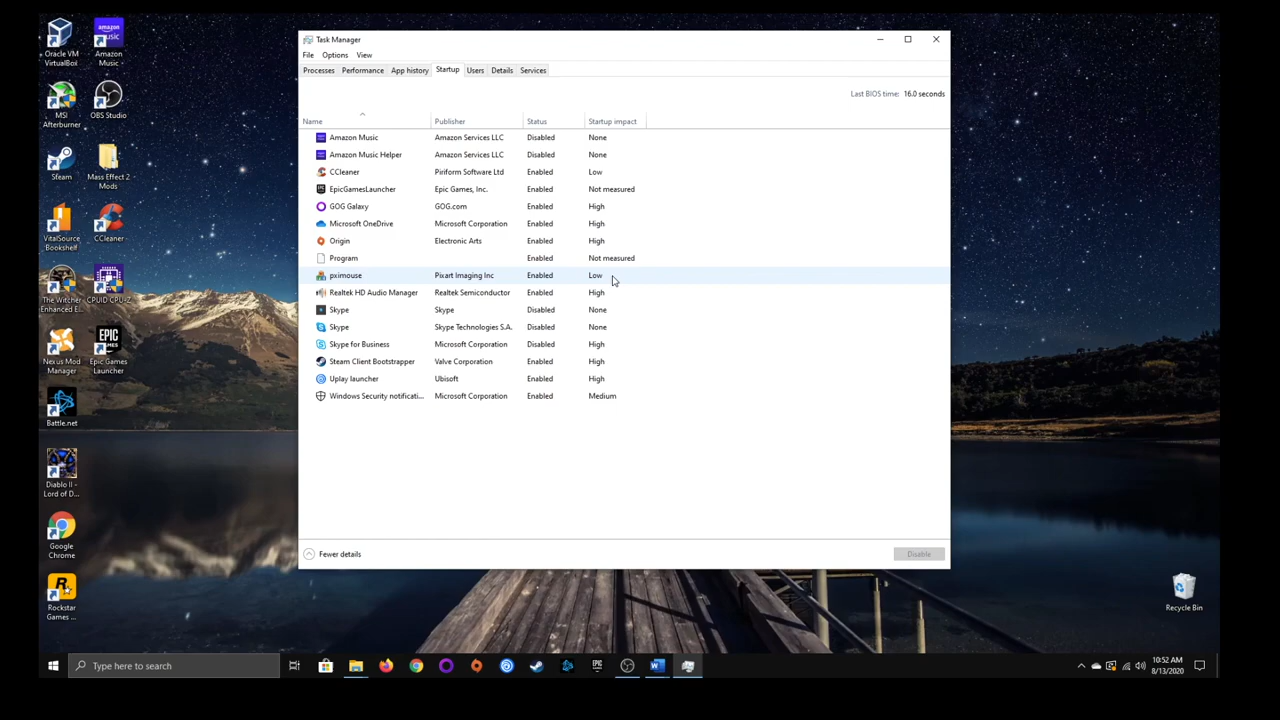 Task Manager
File Options View
Processes Performance App history Startup Users Details Services
Last BIOS time: 16.0 seconds
Name Publisher Status Startup impact
Amazon Music Amazon Services LLC Disabled None
Amazon Music Helper Amazon Services LLC Disabled None
CCleaner Piriform Software Ltd Enabled Low
EpicGamesLauncher Epic Games, Inc. Enabled Not measured
GOG Galaxy GOG.com Enabled High
Microsoft OneDrive Microsoft Corporation Enabled High
Origin Electronic Arts Enabled High
Program Enabled Not measured
pximouse Pixart Imaging Inc Enabled Low
Realtek HD Audio Manager Realtek Semiconductor Enabled High
Skype Skype Disabled None
Skype Skype Technologies S.A. Disabled None
Skype for Business Microsoft Corporation Disabled High
Steam Client Bootstrapper Valve Corporation Enabled High
Uplay launcher Ubisoft Enabled High
Windows Security notificati... Microsoft Corporation Enabled Medium
Fewer details Disable
Oracle VM
VirtualBox
amazon
music
Amazon
Music -
MSI
Afterburner
OBS Studio
Steam
Mass Effect 2
Mods
VitalSource
Bookshelf
CCleaner
The Witcher
Enhanced E...
CPUID CPU-Z
Nexus Mod
Manager
EPIC
GAMES
Epic Games
Launcher
Battle.net
Diablo II -
Lord of D...
Google
Chrome
R
Rockstar
Games ...
Recycle Bin
Type here to search
EPIC
W
10:52 AM
8/13/2020